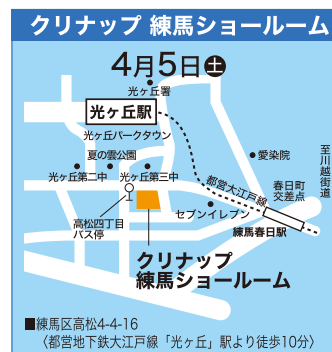 クリナップ 練馬ショールーム
4月5日㊏
光ヶ丘署
光ヶ丘駅
光ヶ丘パークタウン
夏の雲公園
光ヶ丘第二中
光ヶ丘第三中
愛染院
至川越街道
都営大江戸線
春日町
交差点
高松四丁目
バス停
セブンイレブン
練馬春日駅
クリナップ
練馬ショールーム
■練馬区高松4-4-16
〈都営地下鉄大江戸線「光ヶ丘」駅より徒歩10分〉